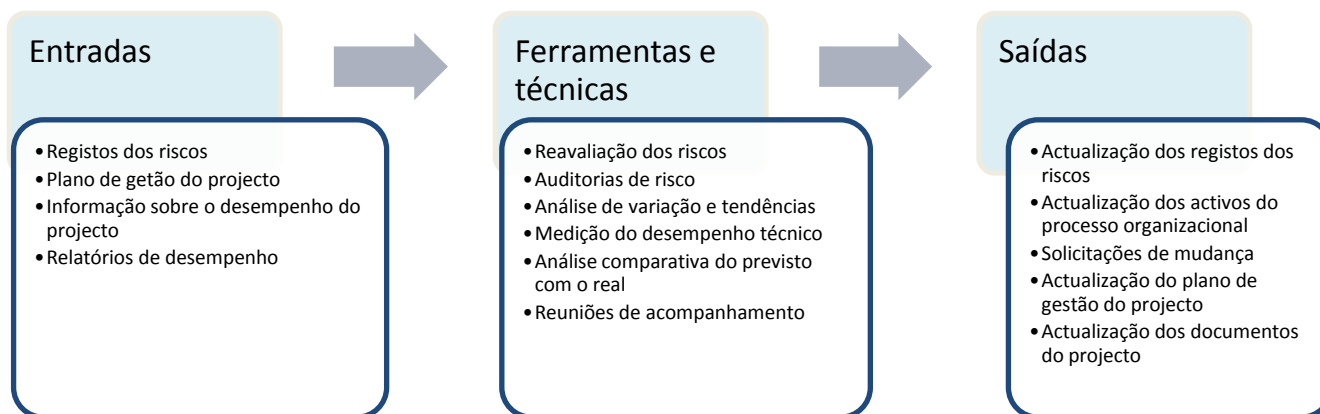 Entradas
• Registos dos riscos
• Plano de getão do projecto
• Informação sobre o desempenho do
projecto
• Relatórios de desempenho
Ferramentas e
técnicas
• Reavaliação dos riscos
• Auditorias de risco
• Análise de variação e tendências
• Medição do desempenho técnico
• Análise comparativa do previsto
com o real
• Reuniões de acompanhamento
Saídas
• Actualização dos registos dos
riscos
• Actualização dos activos do
processo organizacional
• Solicitações de mudança
• Actualização do plano de
gestão do projecto
• Actualização dos documentos
do projecto